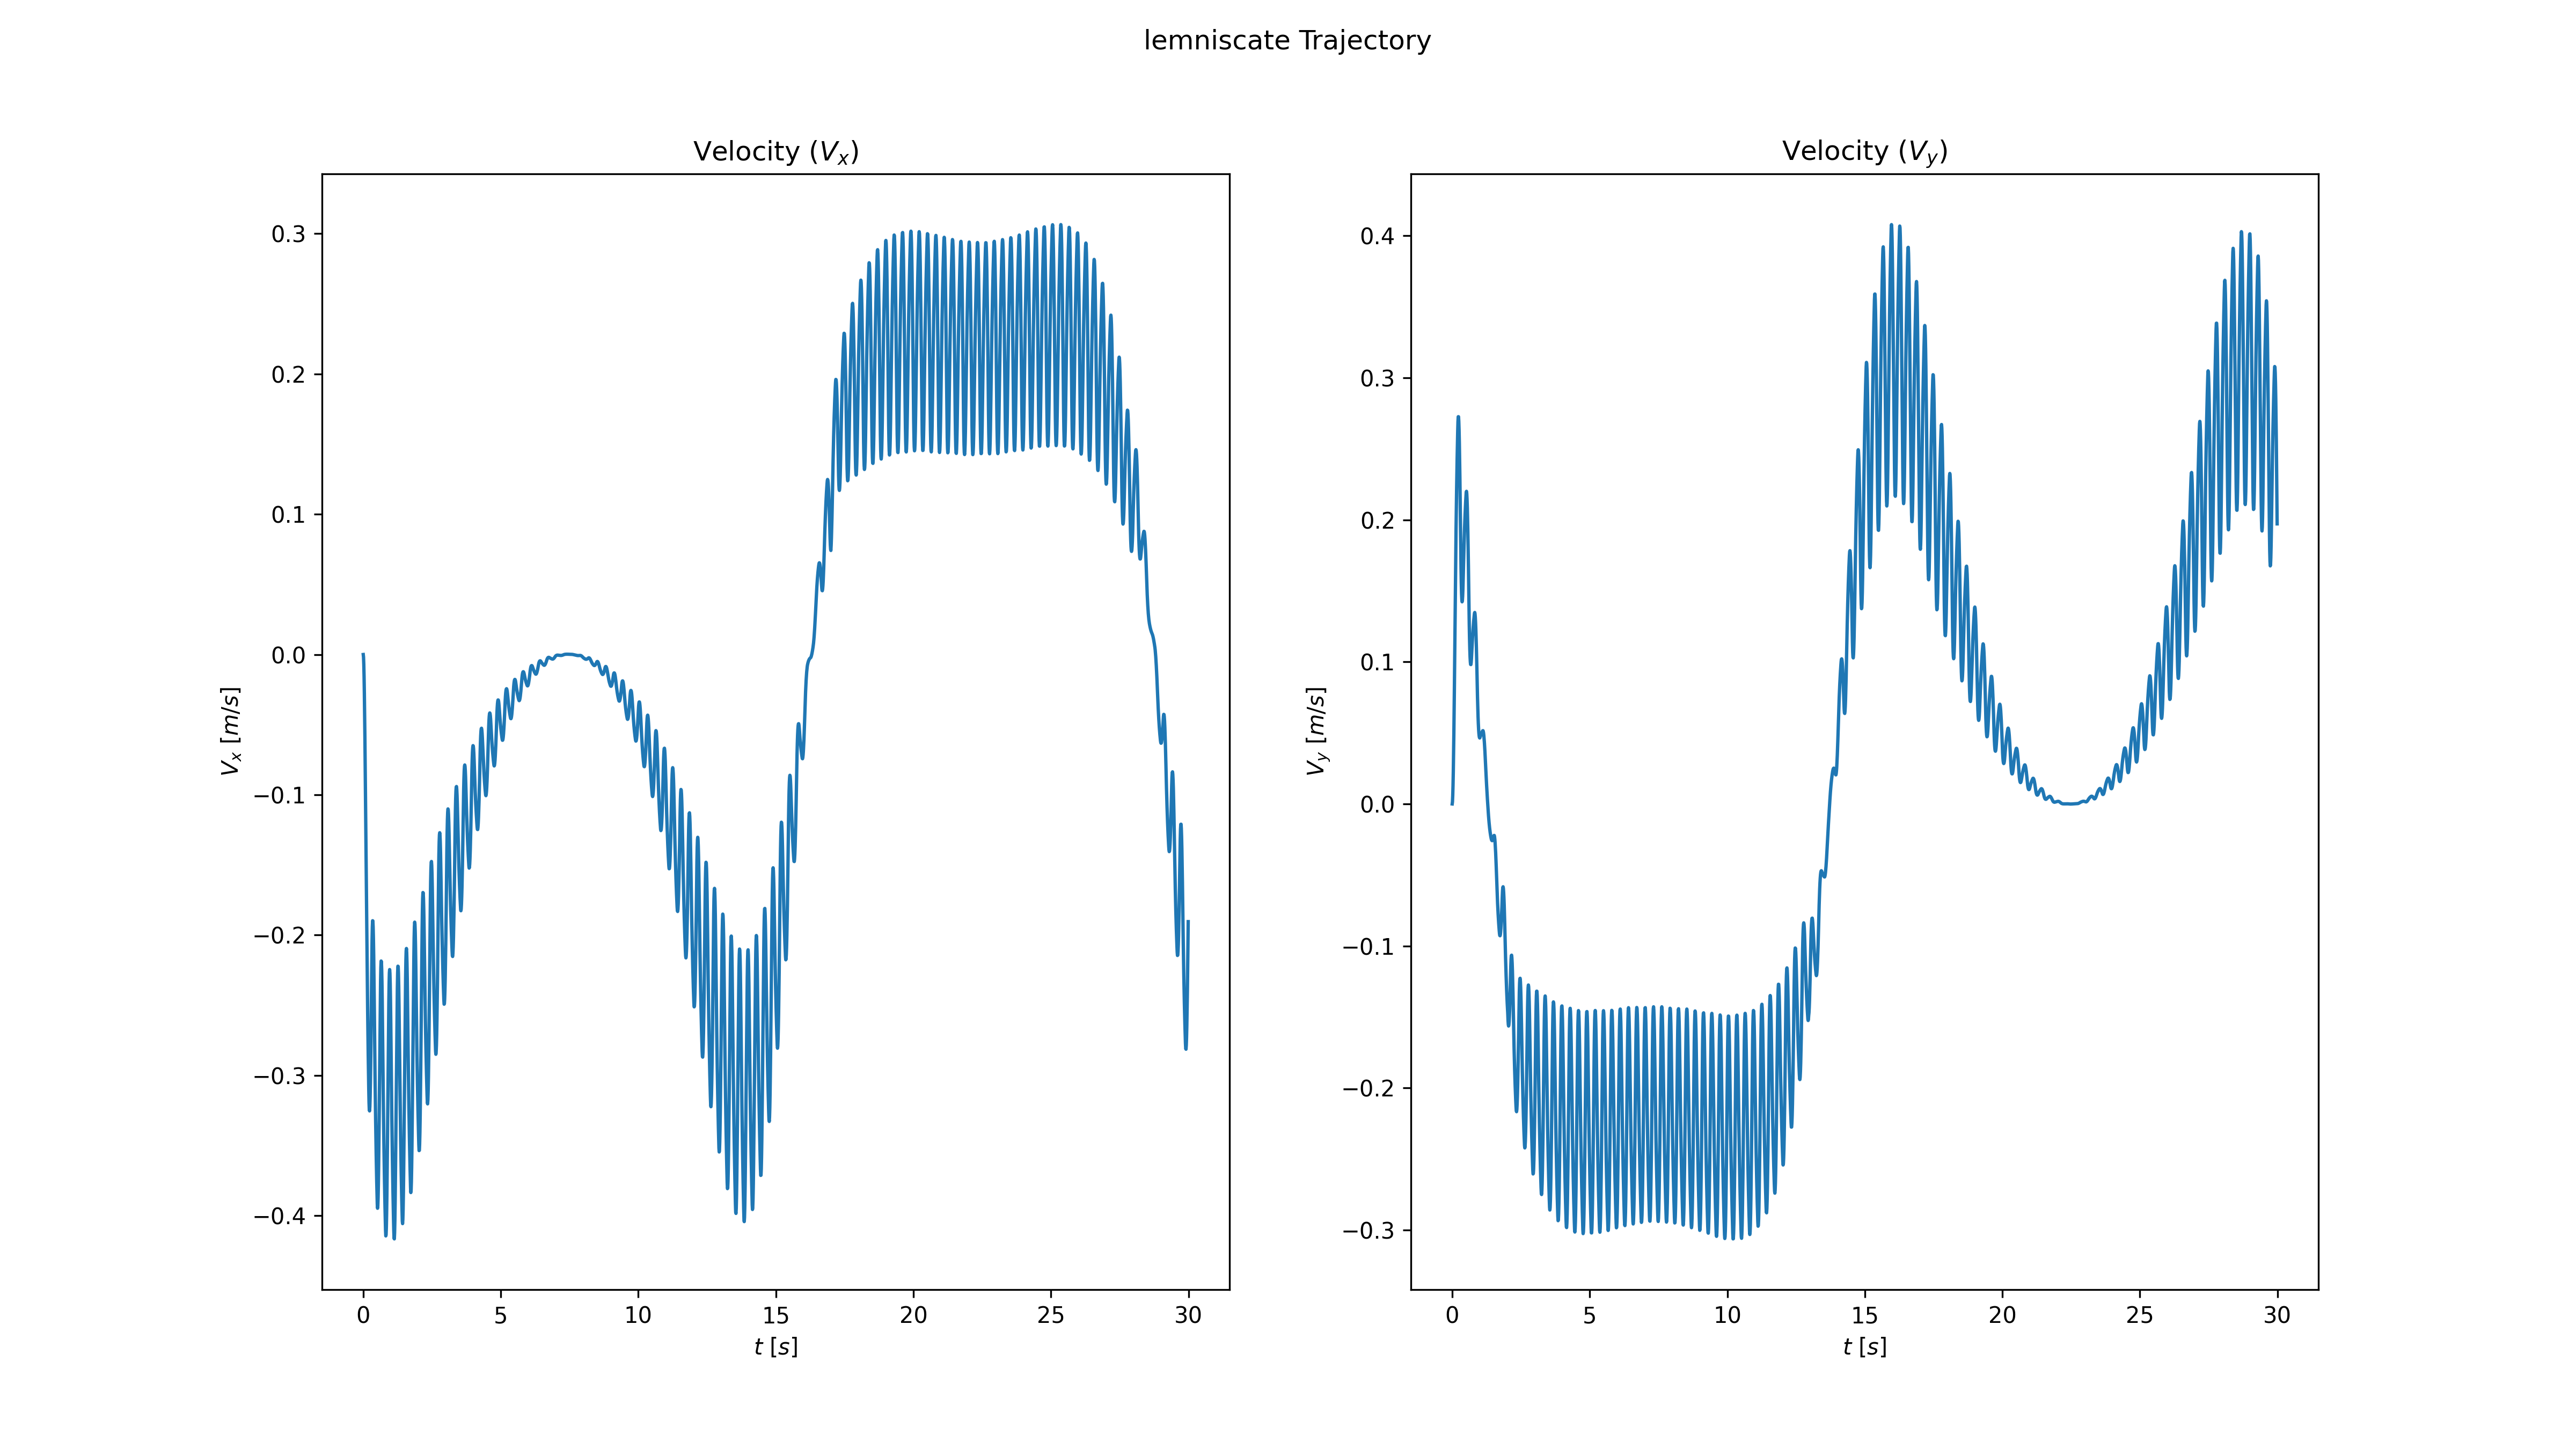 lemniscate Trajectory
Velocity (Vx)
0.3
0.2
0.1
0.0
−0.1
−0.2
−0.3
−0.4
Vx [m/s]
0 5 10 15 20 25 30
t [s]
Velocity (Vy)
0.4
0.3
0.2
0.1
0.0
−0.1
−0.2
−0.3
Vy [m/s]
0 5 10 15 20 25 30
t [s]